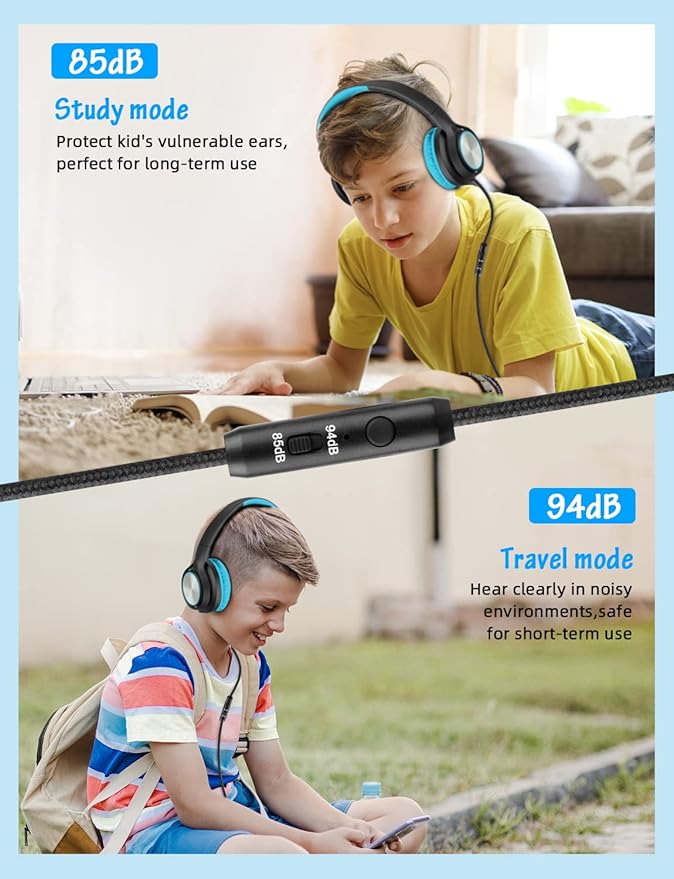 85dB
Study mode
Protect kid's vulnerable ears,
perfect for long-term use
85dB
94dB
94dB
Travel mode
Hear clearly in noisy
environments,safe
for short-term use